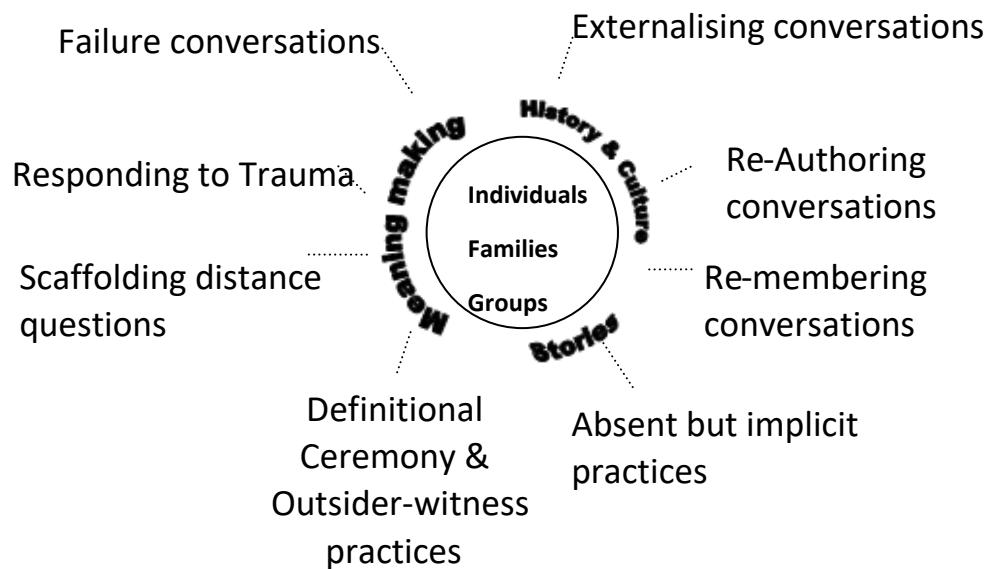 Failure conversations
Externalising conversations
History & Culture
Meaning making
Responding to Trauma
Re-Authoring
conversations
Individuals
Families
Groups
Scaffolding distance
questions
Re-membering
conversations
Stories
Definitional
Ceremony &
Outsider-witness
practices
Absent but implicit
practices